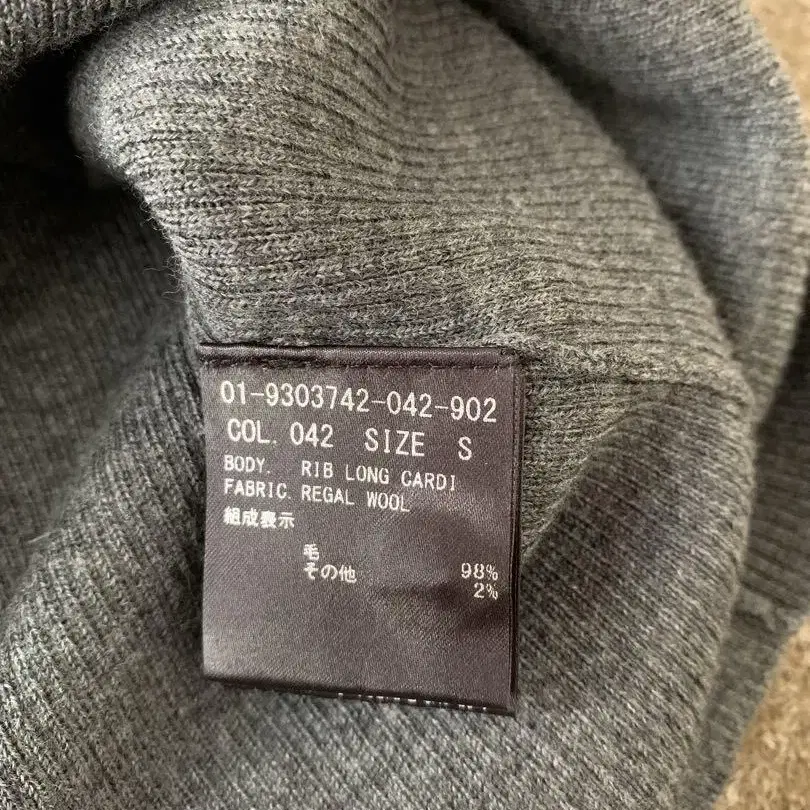 01-9303742-042-902
COL. 042 SIZE S
BODY. RIB LONG CARDI
FABRIC. REGAL WOOL
組成表示
毛 98%
その他 2%